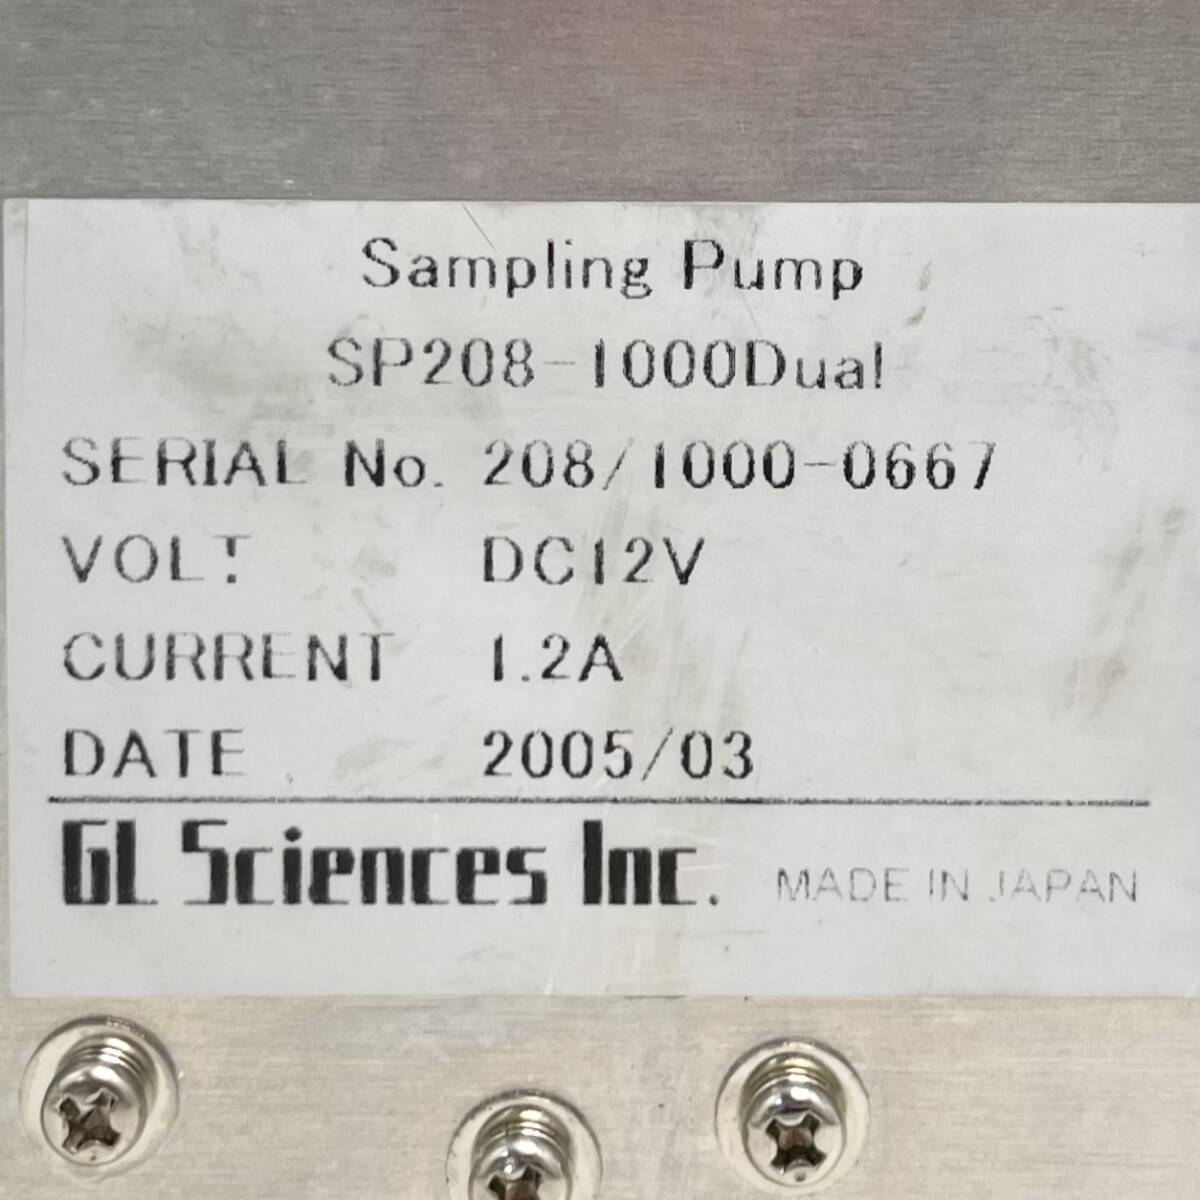 Sampling Pump
SP208-1000Dual
SERIAL No. 208/1000-0667
VOLT DC12V
CURRENT 1.2A
DATE 2005/03
GL Sciences Inc. MADE IN JAPAN